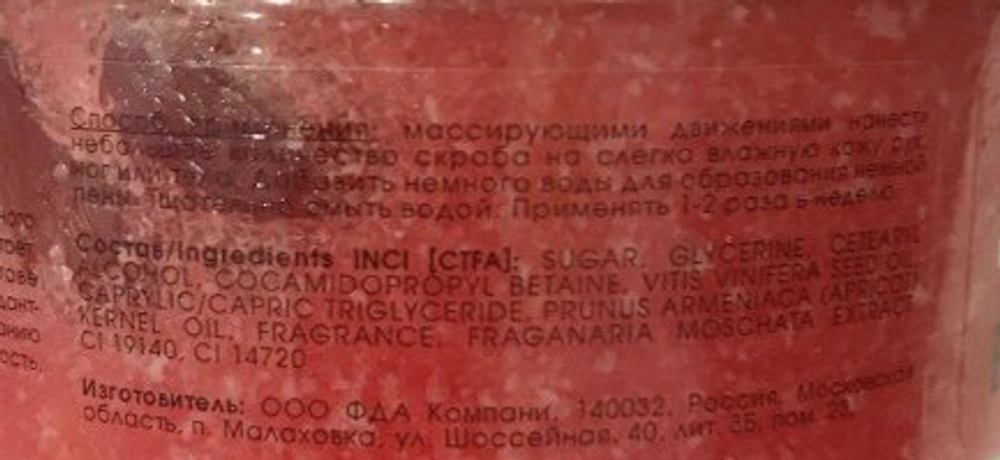 ного
Способ применения: массирующими движениями нанести
небольшое количество скраба на слегка влажную кожу рук,
ног или тела. Добавить немного воды для образования нежной
пены. Тщательно смыть водой. Применять 1-2 раза в неделю.
Состав/Ingredients INCI [CTFA]: SUGAR, GLYCERINE, CETEARYL
ALCOHOL, COCAMIDOPROPYL BETAINE, VITIS VINIFERA SEED OIL,
CAPRYLIC/CAPRIC TRIGLYCERIDE, PRUNUS ARMENIACA (APRICOT)
KERNEL OIL, FRAGRANCE, FRAGANARIA MOSCHATA EXTRACT,
CI 19140, CI 14720
Изготовитель: ООО ФДА Компани, 140032, Россия, Московская
область, п. Малаховка, ул. Шоссейная, 40, лит. 3Б, пом. 23.